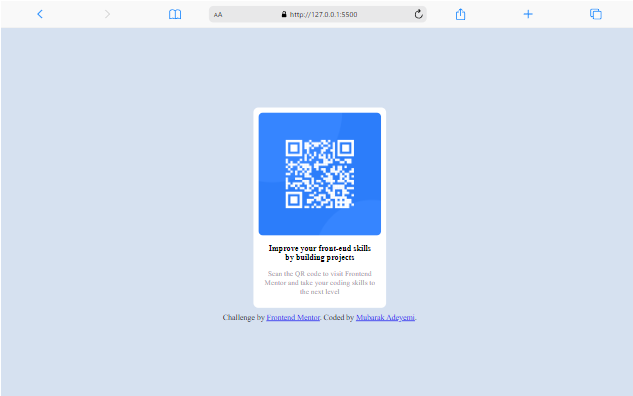 AA
http://127.0.0.1:5500
Improve your front-end skills
by building projects
Scan the QR code to visit Frontend
Mentor and take your coding skills to
the next level
Challenge by Frontend Mentor. Coded by Mubarak Adeyemi.